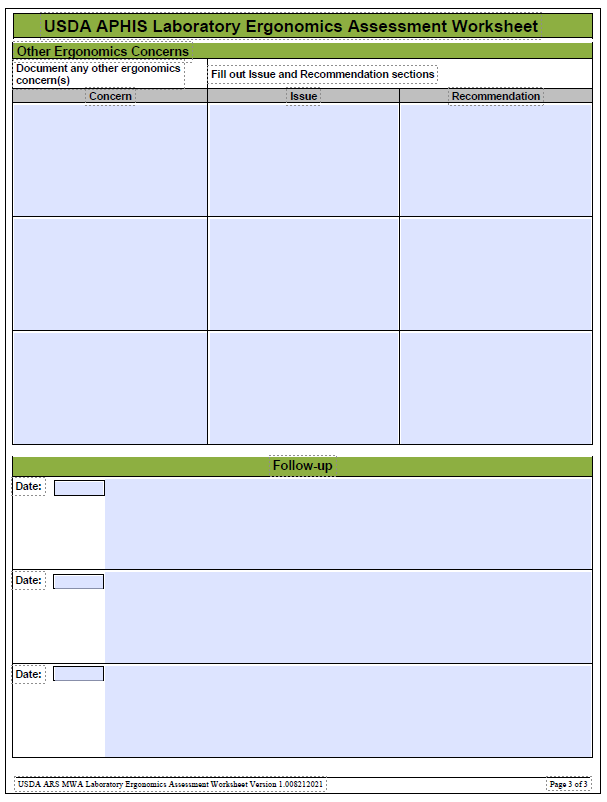 USDA APHIS Laboratory Ergonomics Assessment Worksheet
Other Ergonomics Concerns
Document any other ergonomics
concern(s)
Fill out Issue and Recommendation sections
Concern Issue Recommendation
Follow-up
Date:
Date:
Date:
USDA ARS MWA Laboratory Ergonomics Assessment Worksheet Version 1.008212021 Page 3 of 3